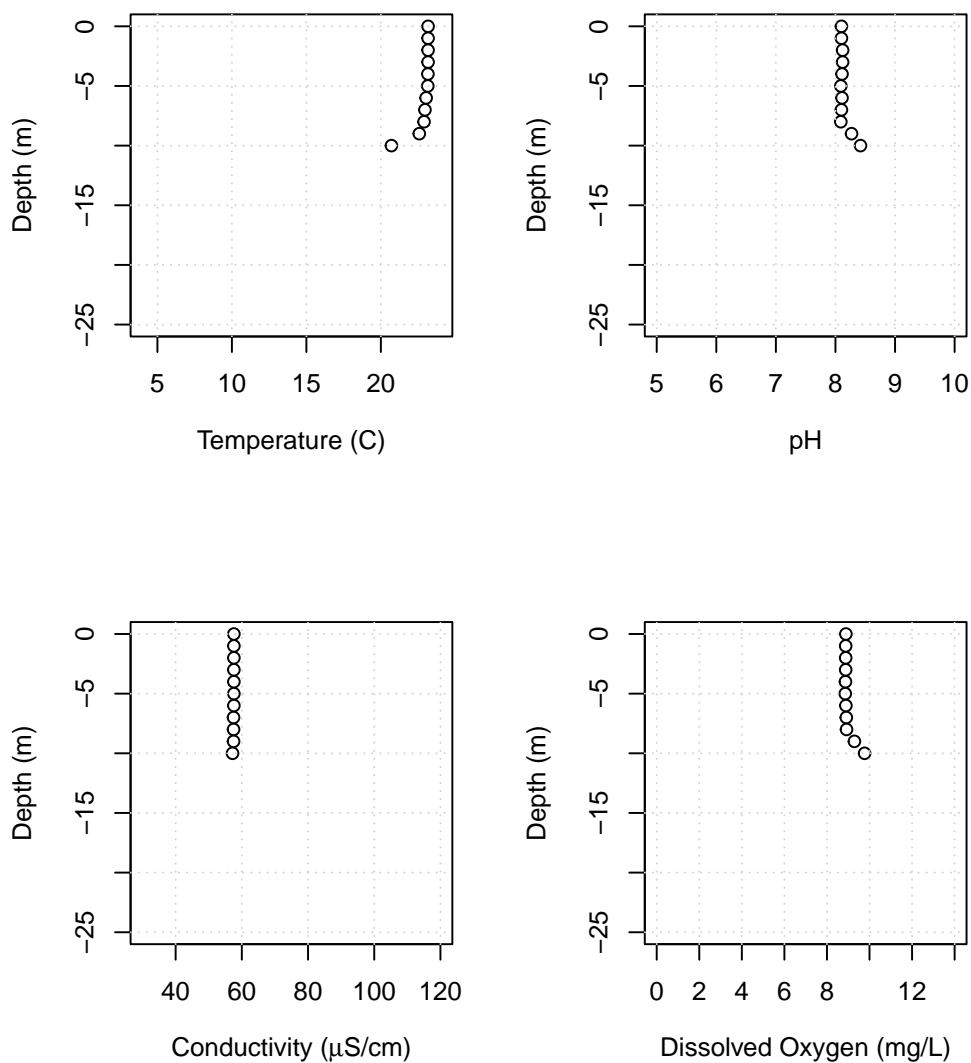 0
−5
−15
−25
Depth (m)
5 10 15 20
Temperature (C)
0
−5
−15
−25
Depth (m)
5 6 7 8 9 10
pH
0
−5
−15
−25
Depth (m)
40 60 80 100 120
Conductivity (μS/cm)
0
−5
−15
−25
Depth (m)
0 2 4 6 8 12
Dissolved Oxygen (mg/L)